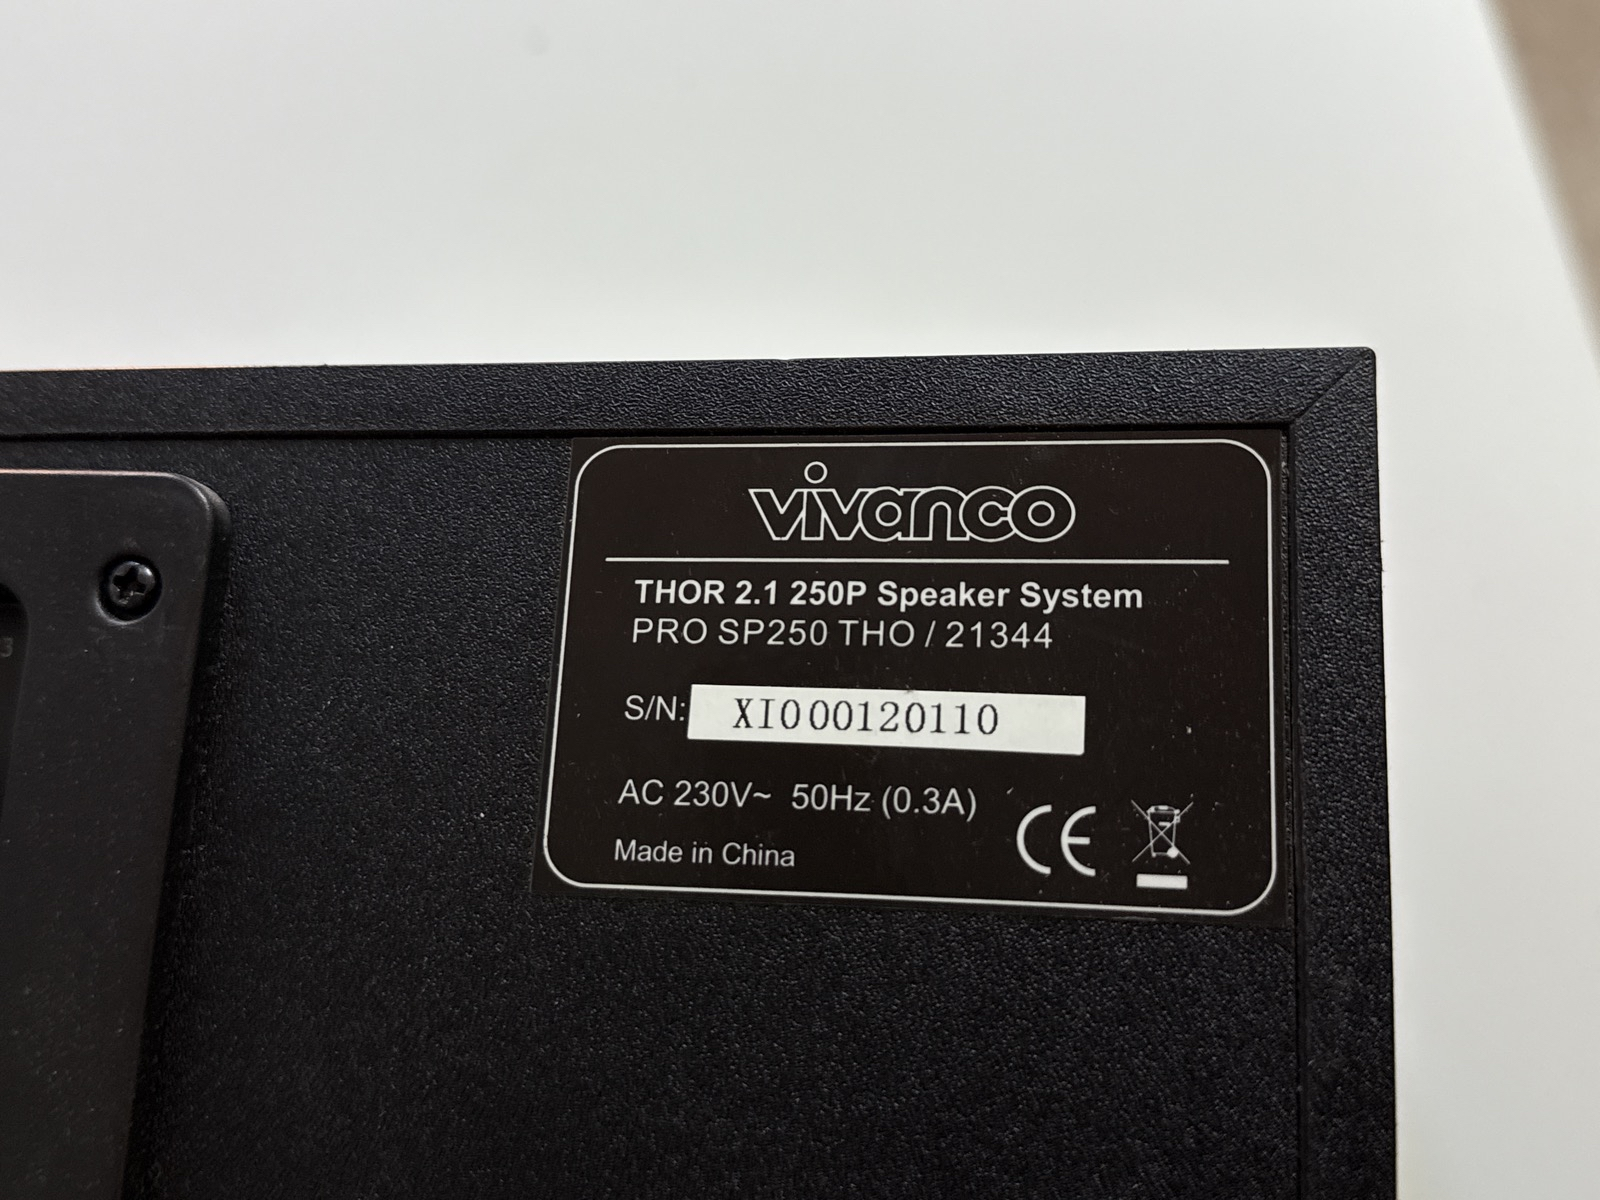 vivanco
THOR 2.1 250P Speaker System
PRO SP250 THO / 21344
S/N: XI000120110
AC 230V~ 50Hz (0.3A)
Made in China
CE
3